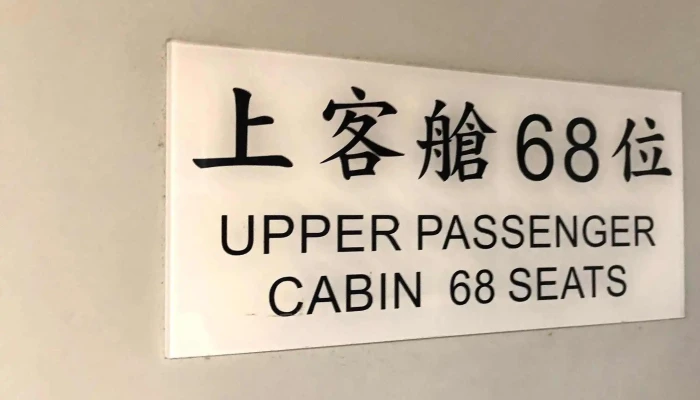 上客艙68位
UPPER PASSENGER
CABIN 68 SEATS